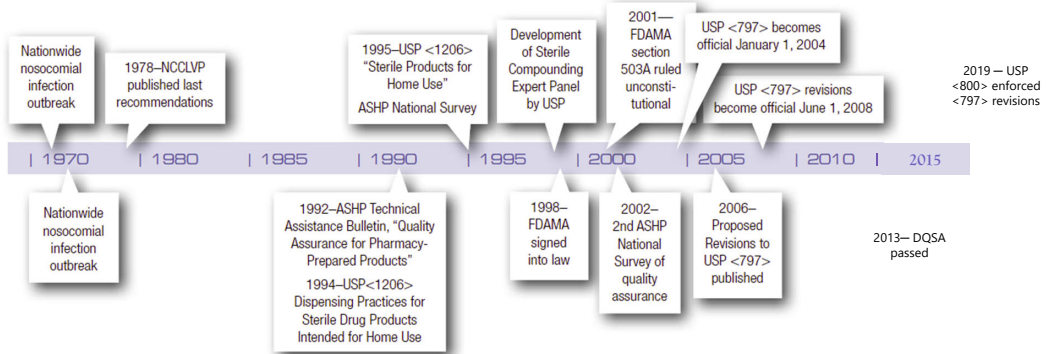 Nationwide
nosocomial
infection
outbreak
1978–NCCLVP
published last
recommendations
1995–USP <1206>
“Sterile Products for
Home Use”
ASHP National Survey
Development
of Sterile
Compounding
Expert Panel
by USP
2001—
FDAMA
section
503A ruled
unconsti-
tutional
USP <797> becomes
official January 1, 2004
USP <797> revisions
become official June 1, 2008
2019 — USP
<800> enforced
<797> revisions
| 1970 | 1980 | 1985 | 1990 | 1995 | 2000 | 2005 | 2010 | 2015
Nationwide
nosocomial
infection
outbreak
1992–ASHP Technical
Assistance Bulletin, “Quality
Assurance for Pharmacy-
Prepared Products”
1994–USP<1206>
Dispensing Practices for
Sterile Drug Products
Intended for Home Use
1998–
FDAMA
signed
into law
2002–
2nd ASHP
National
Survey of
quality
assurance
2006–
Proposed
Revisions to
USP <797>
published
2013— DQSA
passed